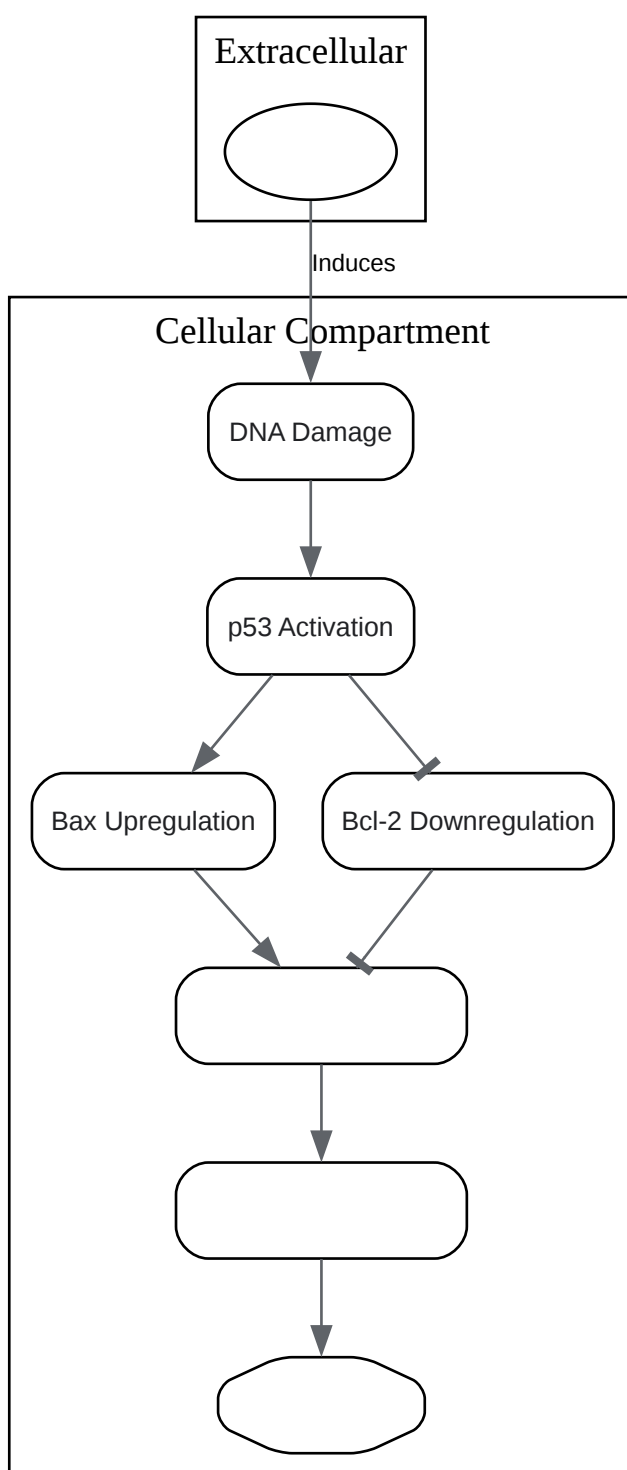 Extracellular
Induces
Cellular Compartment
DNA Damage
p53 Activation
Bax Upregulation
Bcl-2 Downregulation